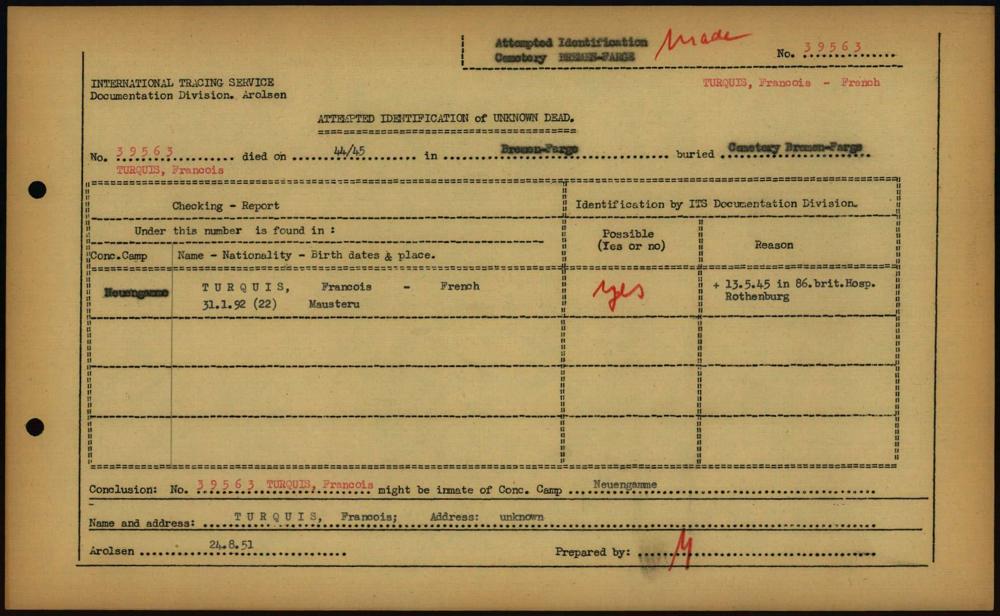 Attempted Identification made
Cemetery BREMEN-FARGE
No. 39563
INTERNATIONAL TRACING SERVICE
Documentation Division. Arolsen
TURQUIS, Francois - French
ATTEMPTED IDENTIFICATION of UNKNOWN DEAD.
No. 39563 died on 44/45 in Bremen-Farge buried Cemetery Bremen-Farge
TURQUIS, Francois
Checking - Report
Identification by ITS Documentation Division.
Under this number is found in :
Possible
(Yes or no)
Reason
Conc.Camp
Name - Nationality - Birth dates & place.
Neuengamme
TURQUIS, Francois - French
31.1.92 (22) Mausteru
yes
+ 13.5.45 in 86.brit.Hosp.
Rothenburg
Conclusion: No. 39563 TURQUIS, Francois might be inmate of Conc. Camp Neuengamme
Name and address: TURQUIS, Francois; Address: unknown
Arolsen 24.8.51
Prepared by: